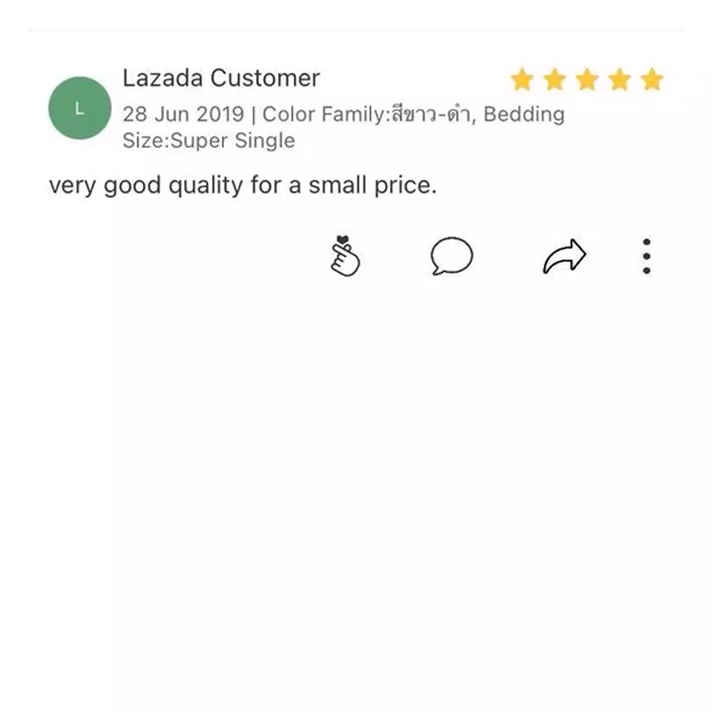 Lazada Customer
L
28 Jun 2019 | Color Family:สีขาว-ดำ, Bedding
Size:Super Single
very good quality for a small price.